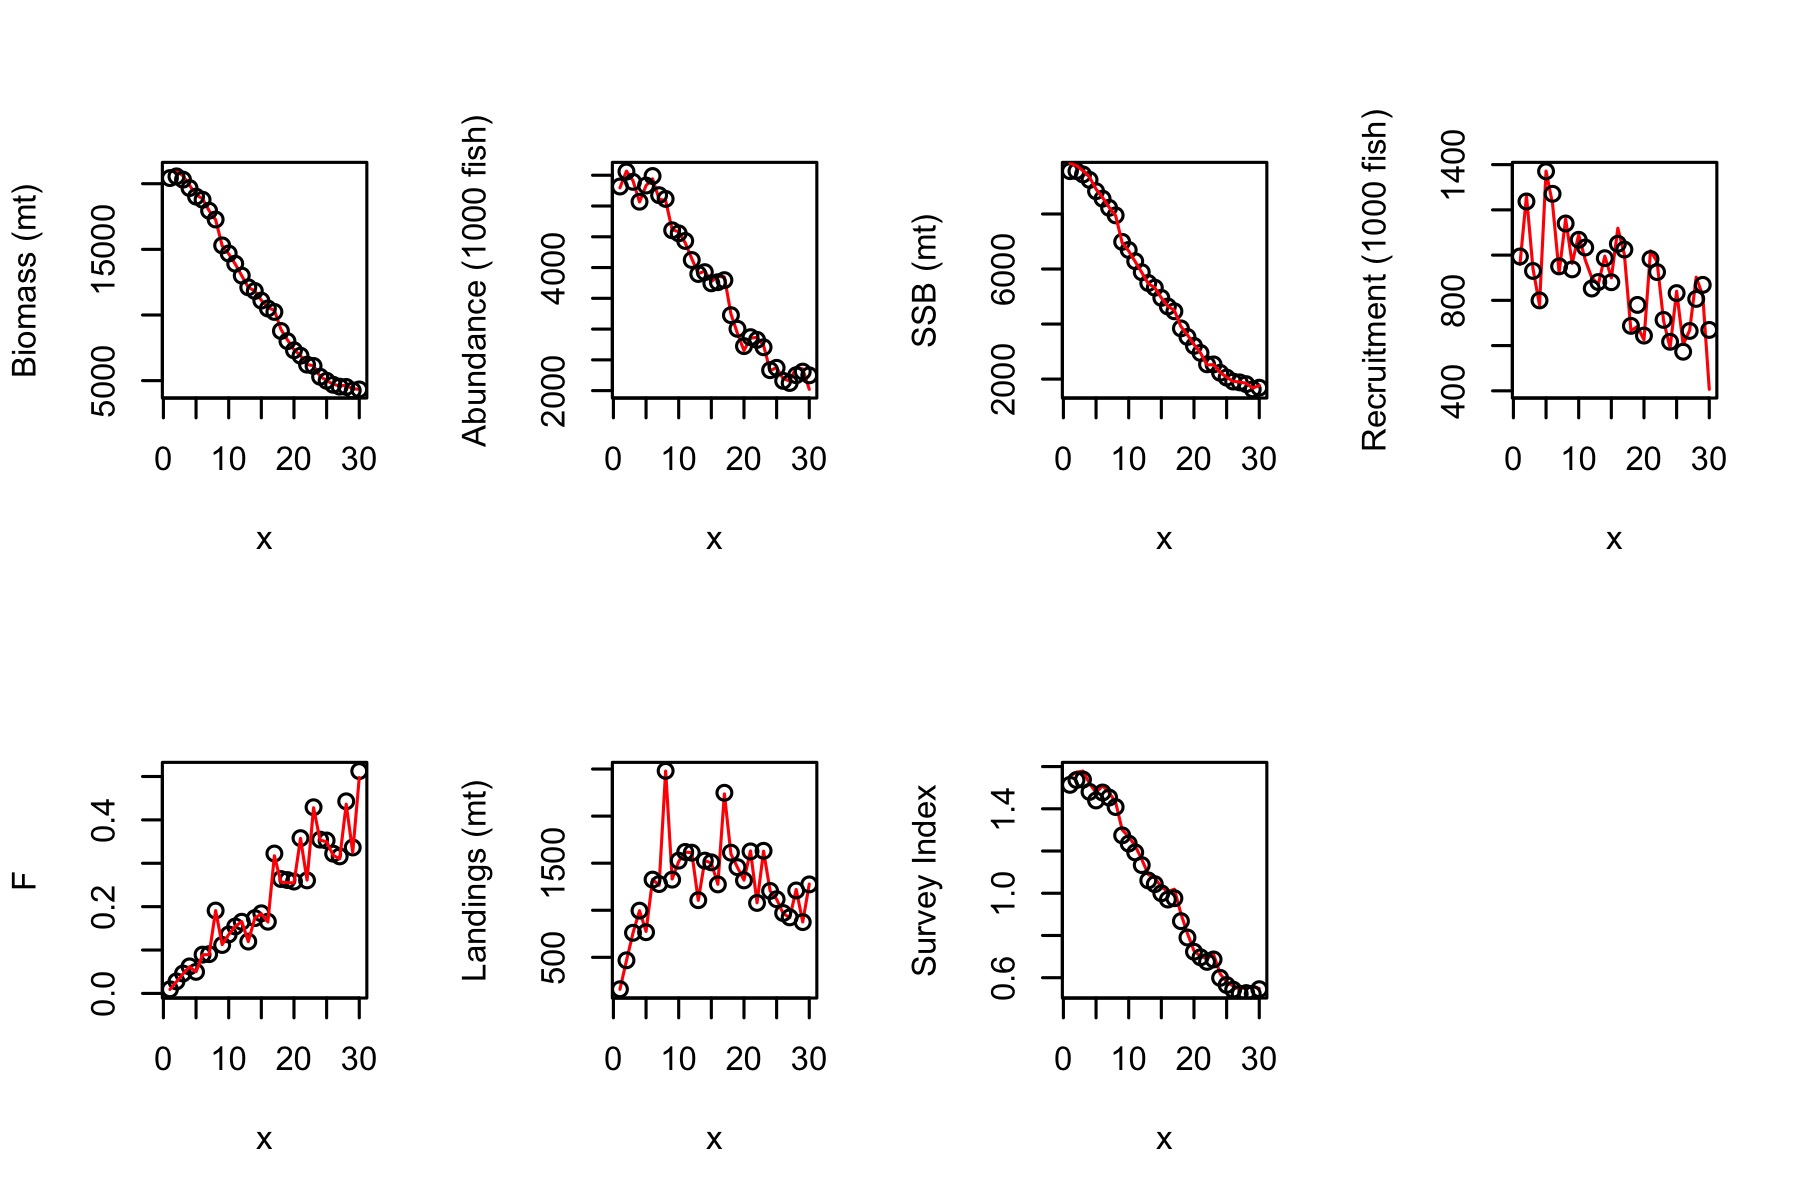 Biomass (mt)
5000 15000
0 10 20 30
x
Abundance (1000 fish)
2000 4000
0 10 20 30
x
SSB (mt)
2000 6000
0 10 20 30
x
Recruitment (1000 fish)
400 800 1400
0 10 20 30
x
F
0.0 0.2 0.4
0 10 20 30
x
Landings (mt)
500 1500
0 10 20 30
x
Survey Index
0.6 1.0 1.4
0 10 20 30
x